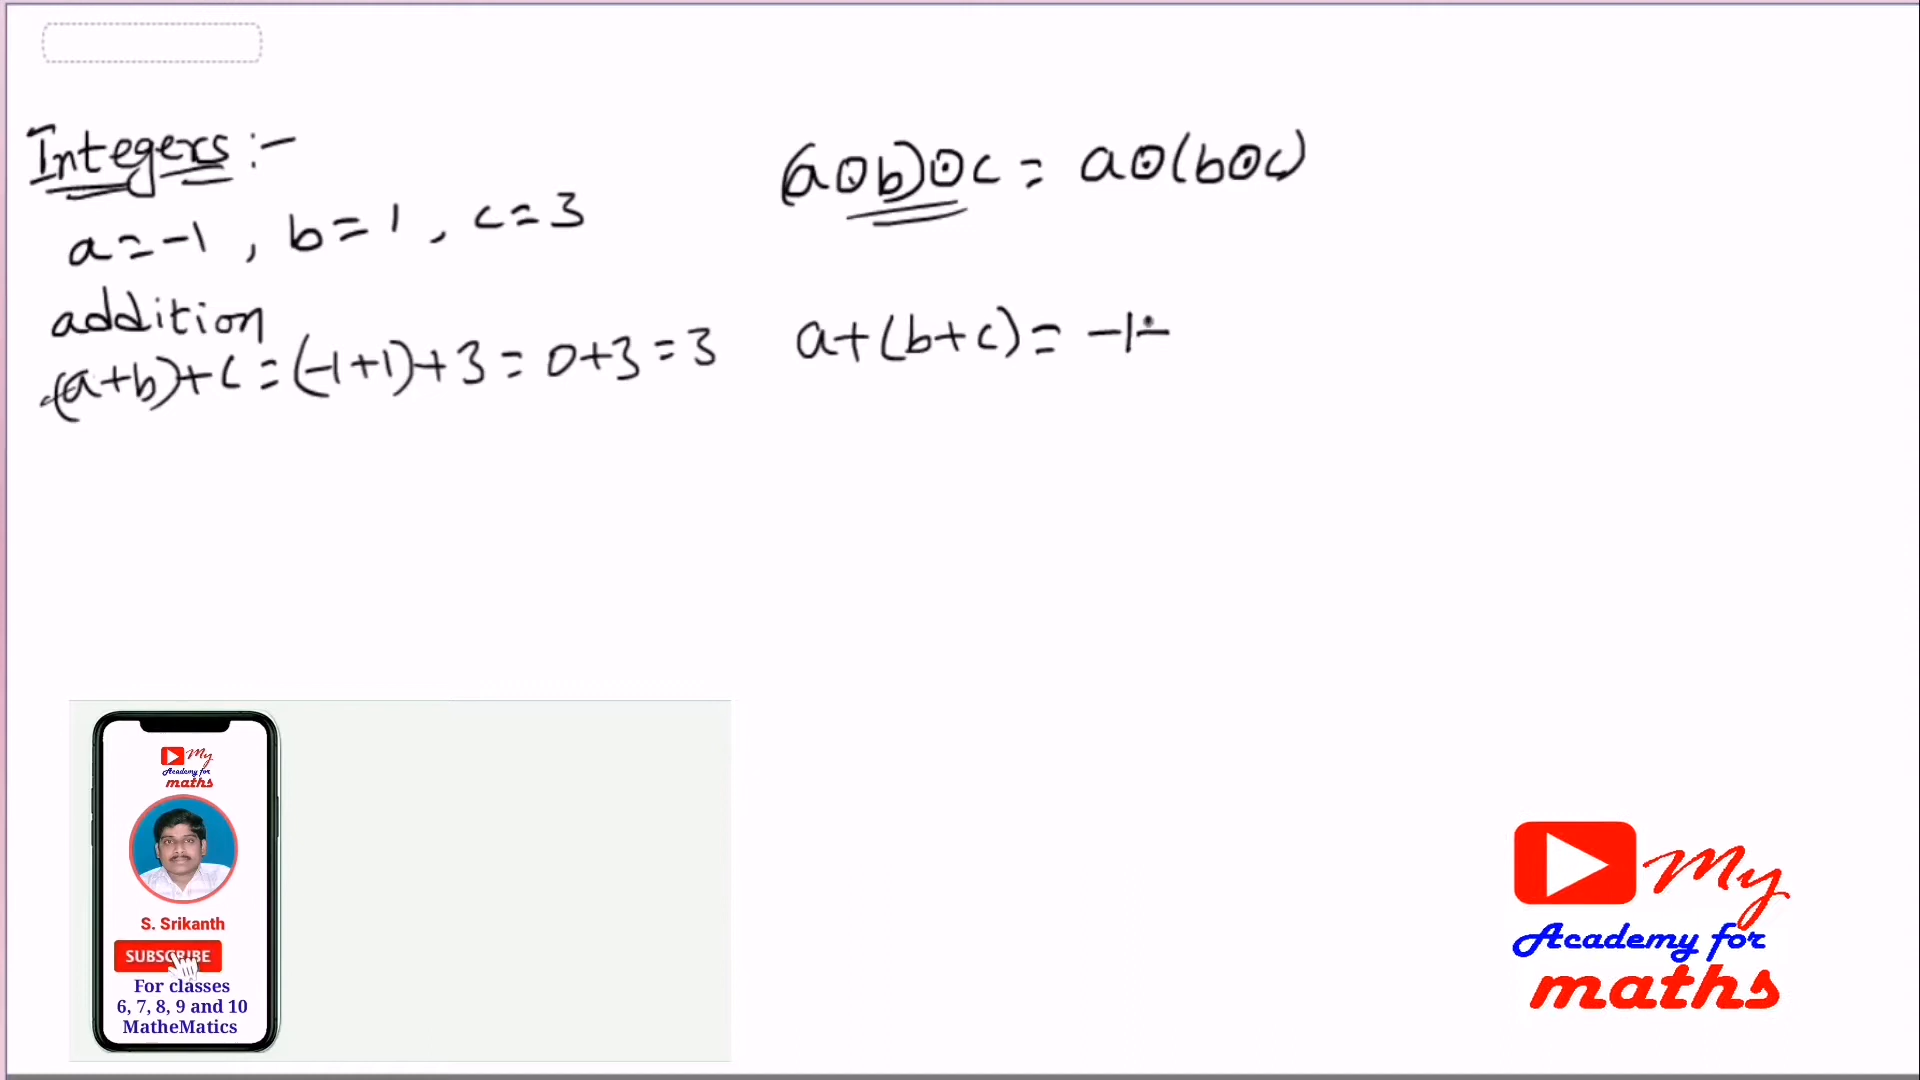 Integers :-
(a⊙b)⊙c = a⊙(b⊙c)
a=-1, b=1, c=3
addition
(a+b)+c = (-1+1)+3 = 0+3 = 3
a+(b+c) = -1
My
Academy for
maths
S. Srikanth
SUBSCRIBE
For classes
6, 7, 8, 9 and 10
MatheMatics
My
Academy for
maths